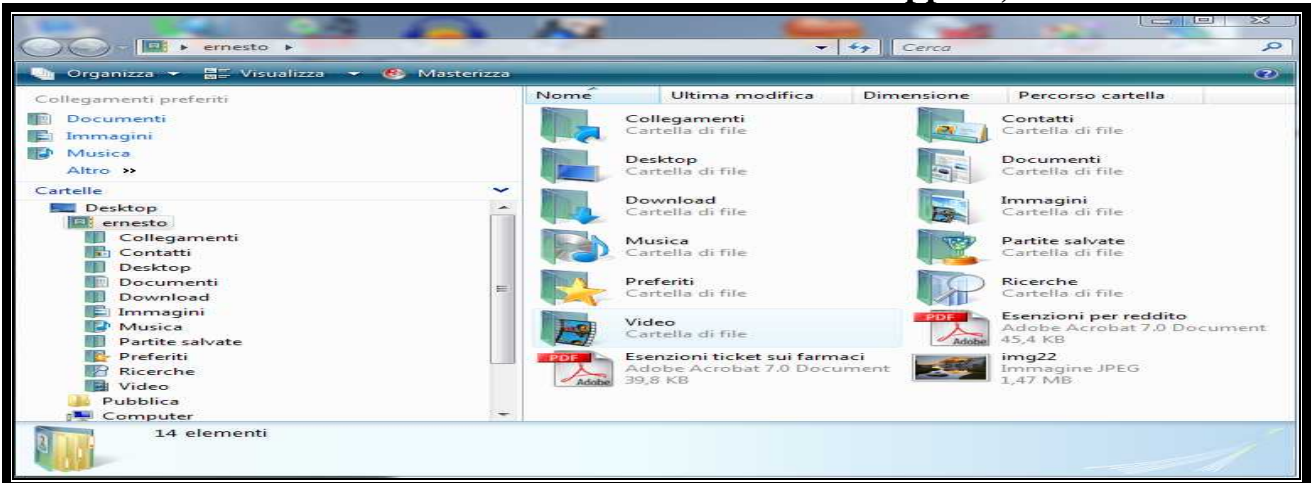 ernesto
Cerca
Organizza Visualizza Masterizza
Collegamenti preferiti
Documenti
Immagini
Musica
Altro »
Cartelle
Desktop
ernesto
Collegamenti
Contatti
Desktop
Documenti
Download
Immagini
Musica
Partite salvate
Preferiti
Ricerche
Video
Pubblica
Computer
Nome Ultima modifica Dimensione Percorso cartella
Collegamenti
Cartella di file
Contatti
Cartella di file
Desktop
Cartella di file
Documenti
Cartella di file
Download
Cartella di file
Immagini
Cartella di file
Musica
Cartella di file
Partite salvate
Cartella di file
Preferiti
Cartella di file
Ricerche
Cartella di file
Video
Cartella di file
PDF
Adobe
Esenzioni per reddito
Adobe Acrobat 7.0 Document
45,4 KB
PDF
Adobe
Esenzioni ticket sui farmaci
Adobe Acrobat 7.0 Document
39,8 KB
img22
Immagine JPEG
1,47 MB
14 elementi